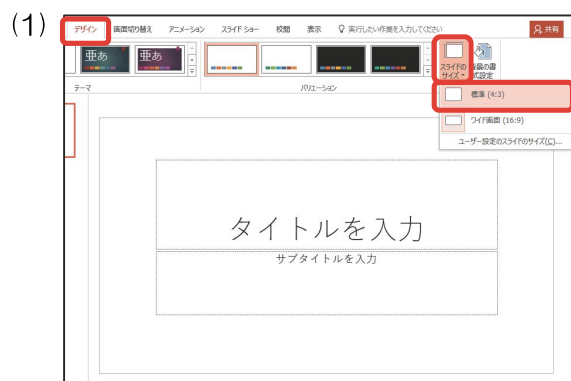 (1)
デザイン 画面切り替え アニメーション スライド ショー 校閲 表示 実行したい作業を入力してください 共有
亜あ 亜あ
スライドの サイズ 背景の書式設定
テーマ バリエーション
標準 (4:3)
ワイド画面 (16:9)
ユーザー設定のスライドのサイズ(C)...
タイトルを入力
サブタイトルを入力